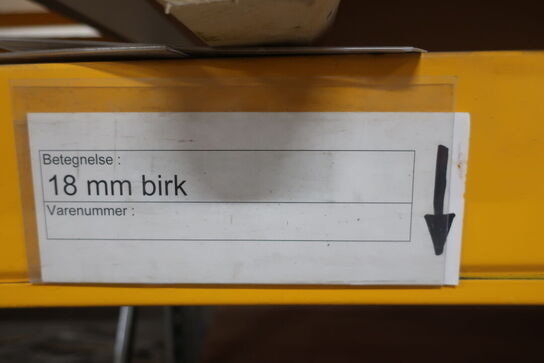 Betegnelse :
18 mm birk
Varenummer :